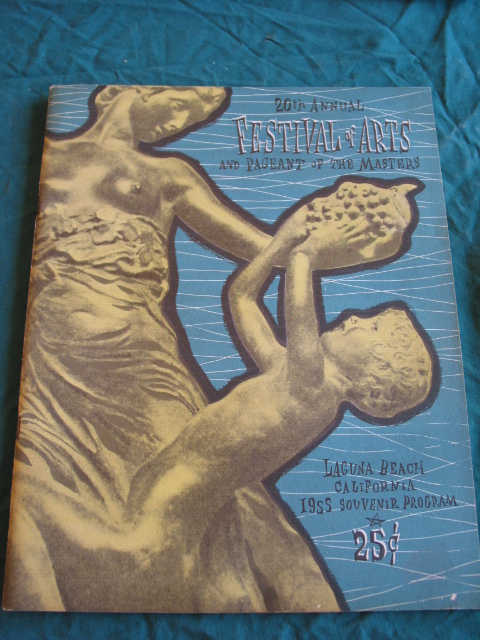 20th ANNUAL
FESTIVAL of ARTS
AND PAGEANT OF THE MASTERS
LAGUNA BEACH
CALIFORNIA
1955 SOUVENIR PROGRAM
25¢